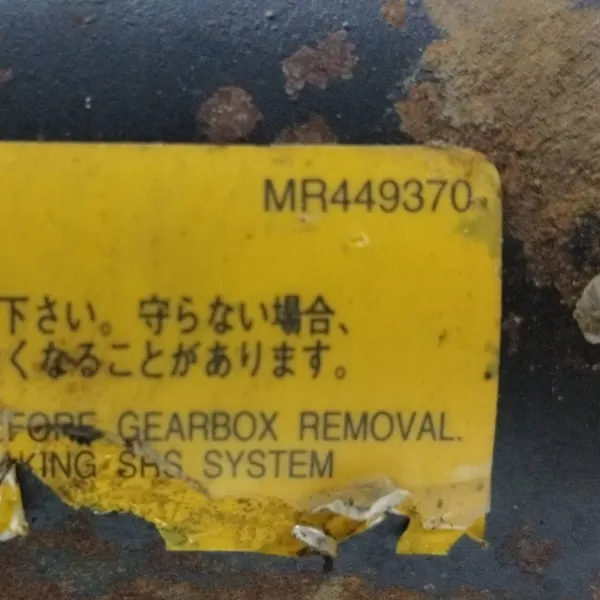 MR449370
下さい。守らない場合、
くなることがあります。
EFORE GEARBOX REMOVAL.
KING SRS SYSTEM